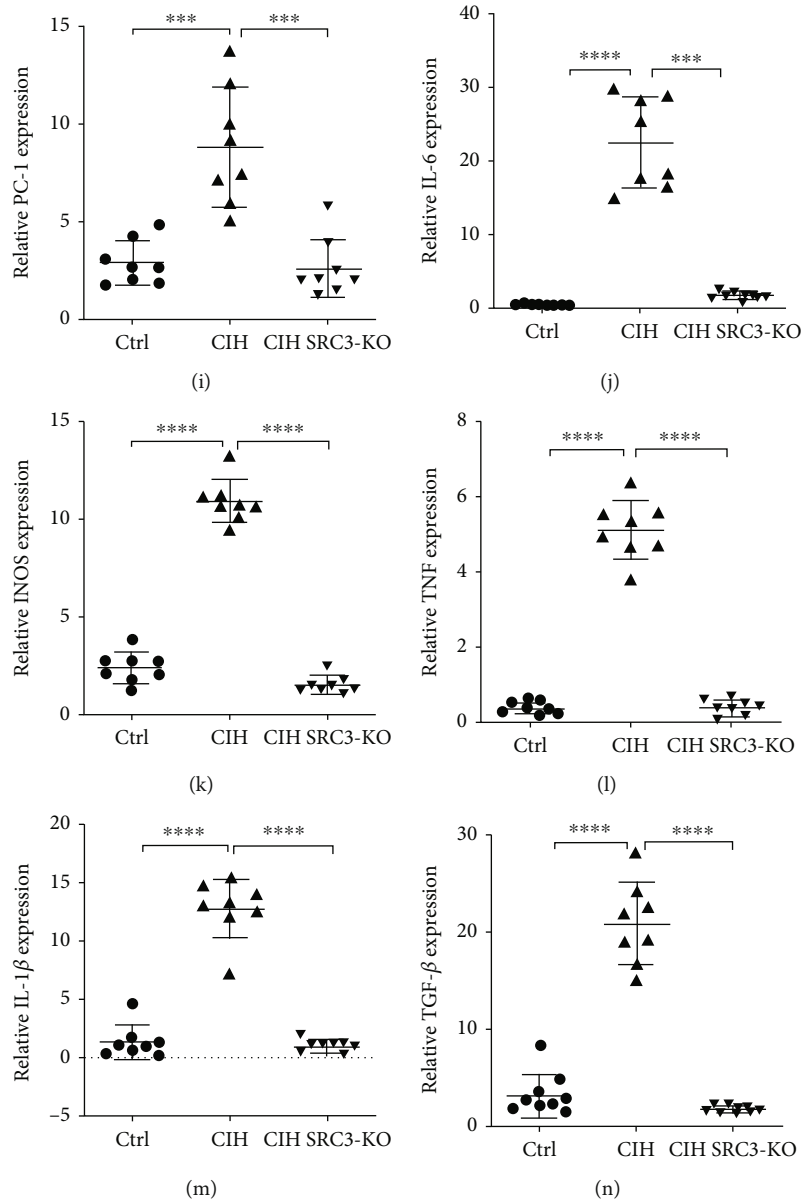 Relative PC-1 expression
15
10
5
0
***
***
Ctrl
CIH
CIH SRC3-KO
(i)
Relative IL-6 expression
40
30
20
10
0
****
***
Ctrl
CIH
CIH SRC3-KO
(j)
Relative INOS expression
15
10
5
0
****
****
Ctrl
CIH
CIH SRC3-KO
(k)
Relative TNF expression
8
6
4
2
0
****
****
Ctrl
CIH
CIH SRC3-KO
(l)
Relative IL-1β expression
20
15
10
5
0
−5
****
****
Ctrl
CIH
CIH SRC3-KO
(m)
Relative TGF-β expression
30
20
10
0
****
****
Ctrl
CIH
CIH SRC3-KO
(n)